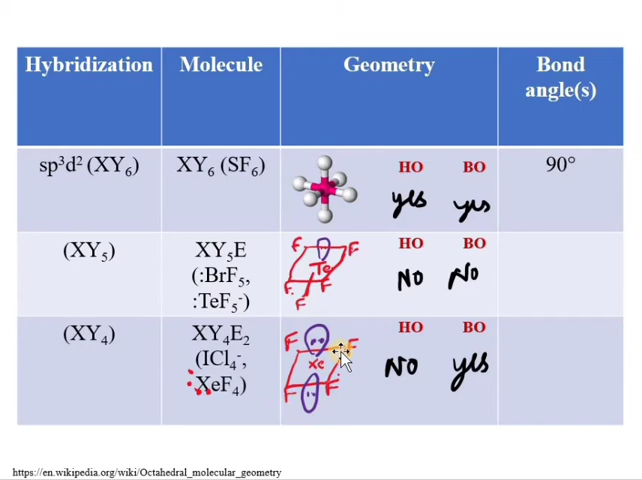 Hybridization Molecule Geometry Bond angle(s)
sp³d² (XY₆) XY₆ (SF₆) HO BO 90°
yes yes
(XY₅) XY₅E HO BO
(:BrF₅,
:TeF₅⁻) No No
F F
Te
F F
F
(XY₄) XY₄E₂ HO BO
(ICl₄⁻,
XeF₄) No yes
F F
Xe
F F
https://en.wikipedia.org/wiki/Octahedral_molecular_geometry